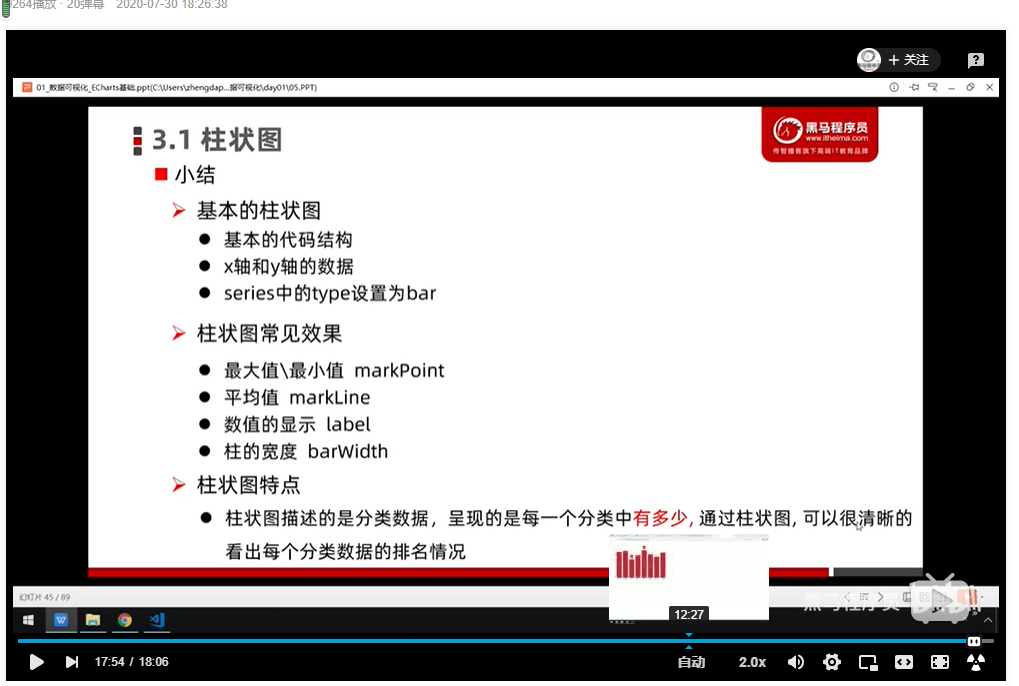 264播放 · 20弹幕 2020-07-30 18:26:38
+ 关注
01_数据可视化_ECharts基础.ppt(C:\Users\zhengdap...据可视化\day01\05.PPT)
3.1 柱状图
黑马程序员
www.itheima.com
传智播客旗下高端IT教育品牌
小结
基本的柱状图
基本的代码结构
x轴和y轴的数据
series中的type设置为bar
柱状图常见效果
最大值\最小值 markPoint
平均值 markLine
数值的显示 label
柱的宽度 barWidth
柱状图特点
柱状图描述的是分类数据，呈现的是每一个分类中有多少, 通过柱状图, 可以很清晰的
看出每个分类数据的排名情况
幻灯片 45 / 89
12:27
17:54 / 18:06
自动
2.0x